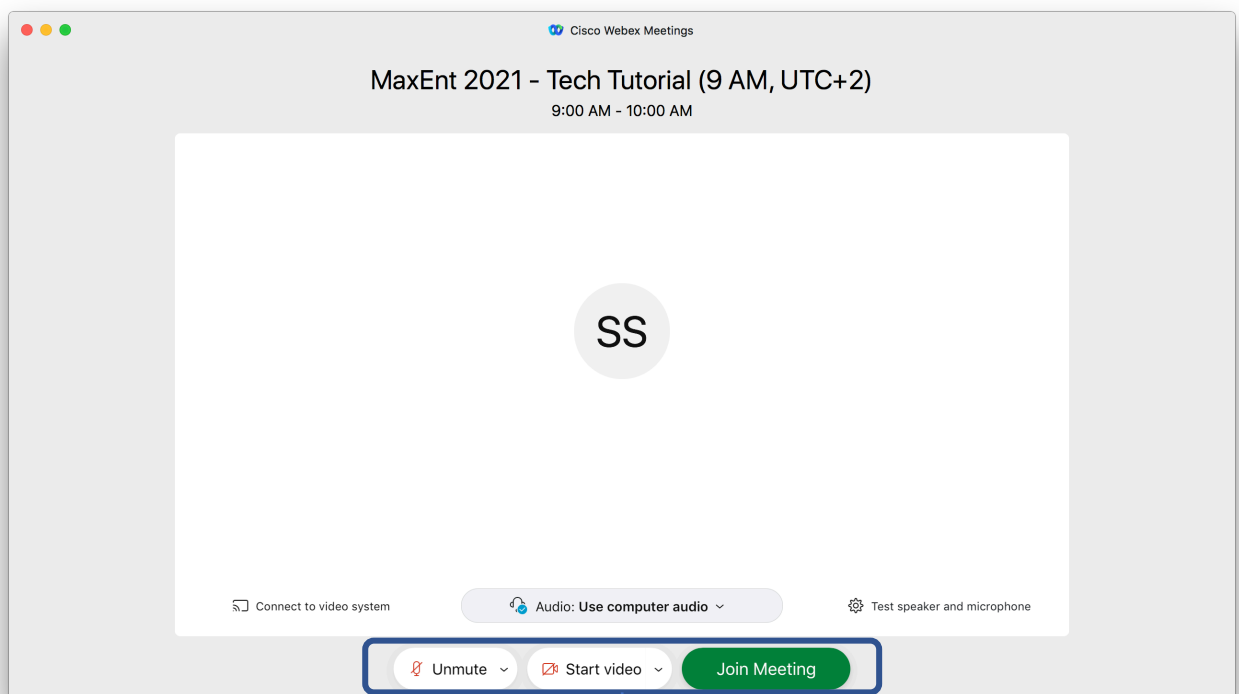 Cisco Webex Meetings
MaxEnt 2021 - Tech Tutorial (9 AM, UTC+2)
9:00 AM - 10:00 AM
SS
Connect to video system
Audio: Use computer audio
Test speaker and microphone
Unmute
Start video
Join Meeting